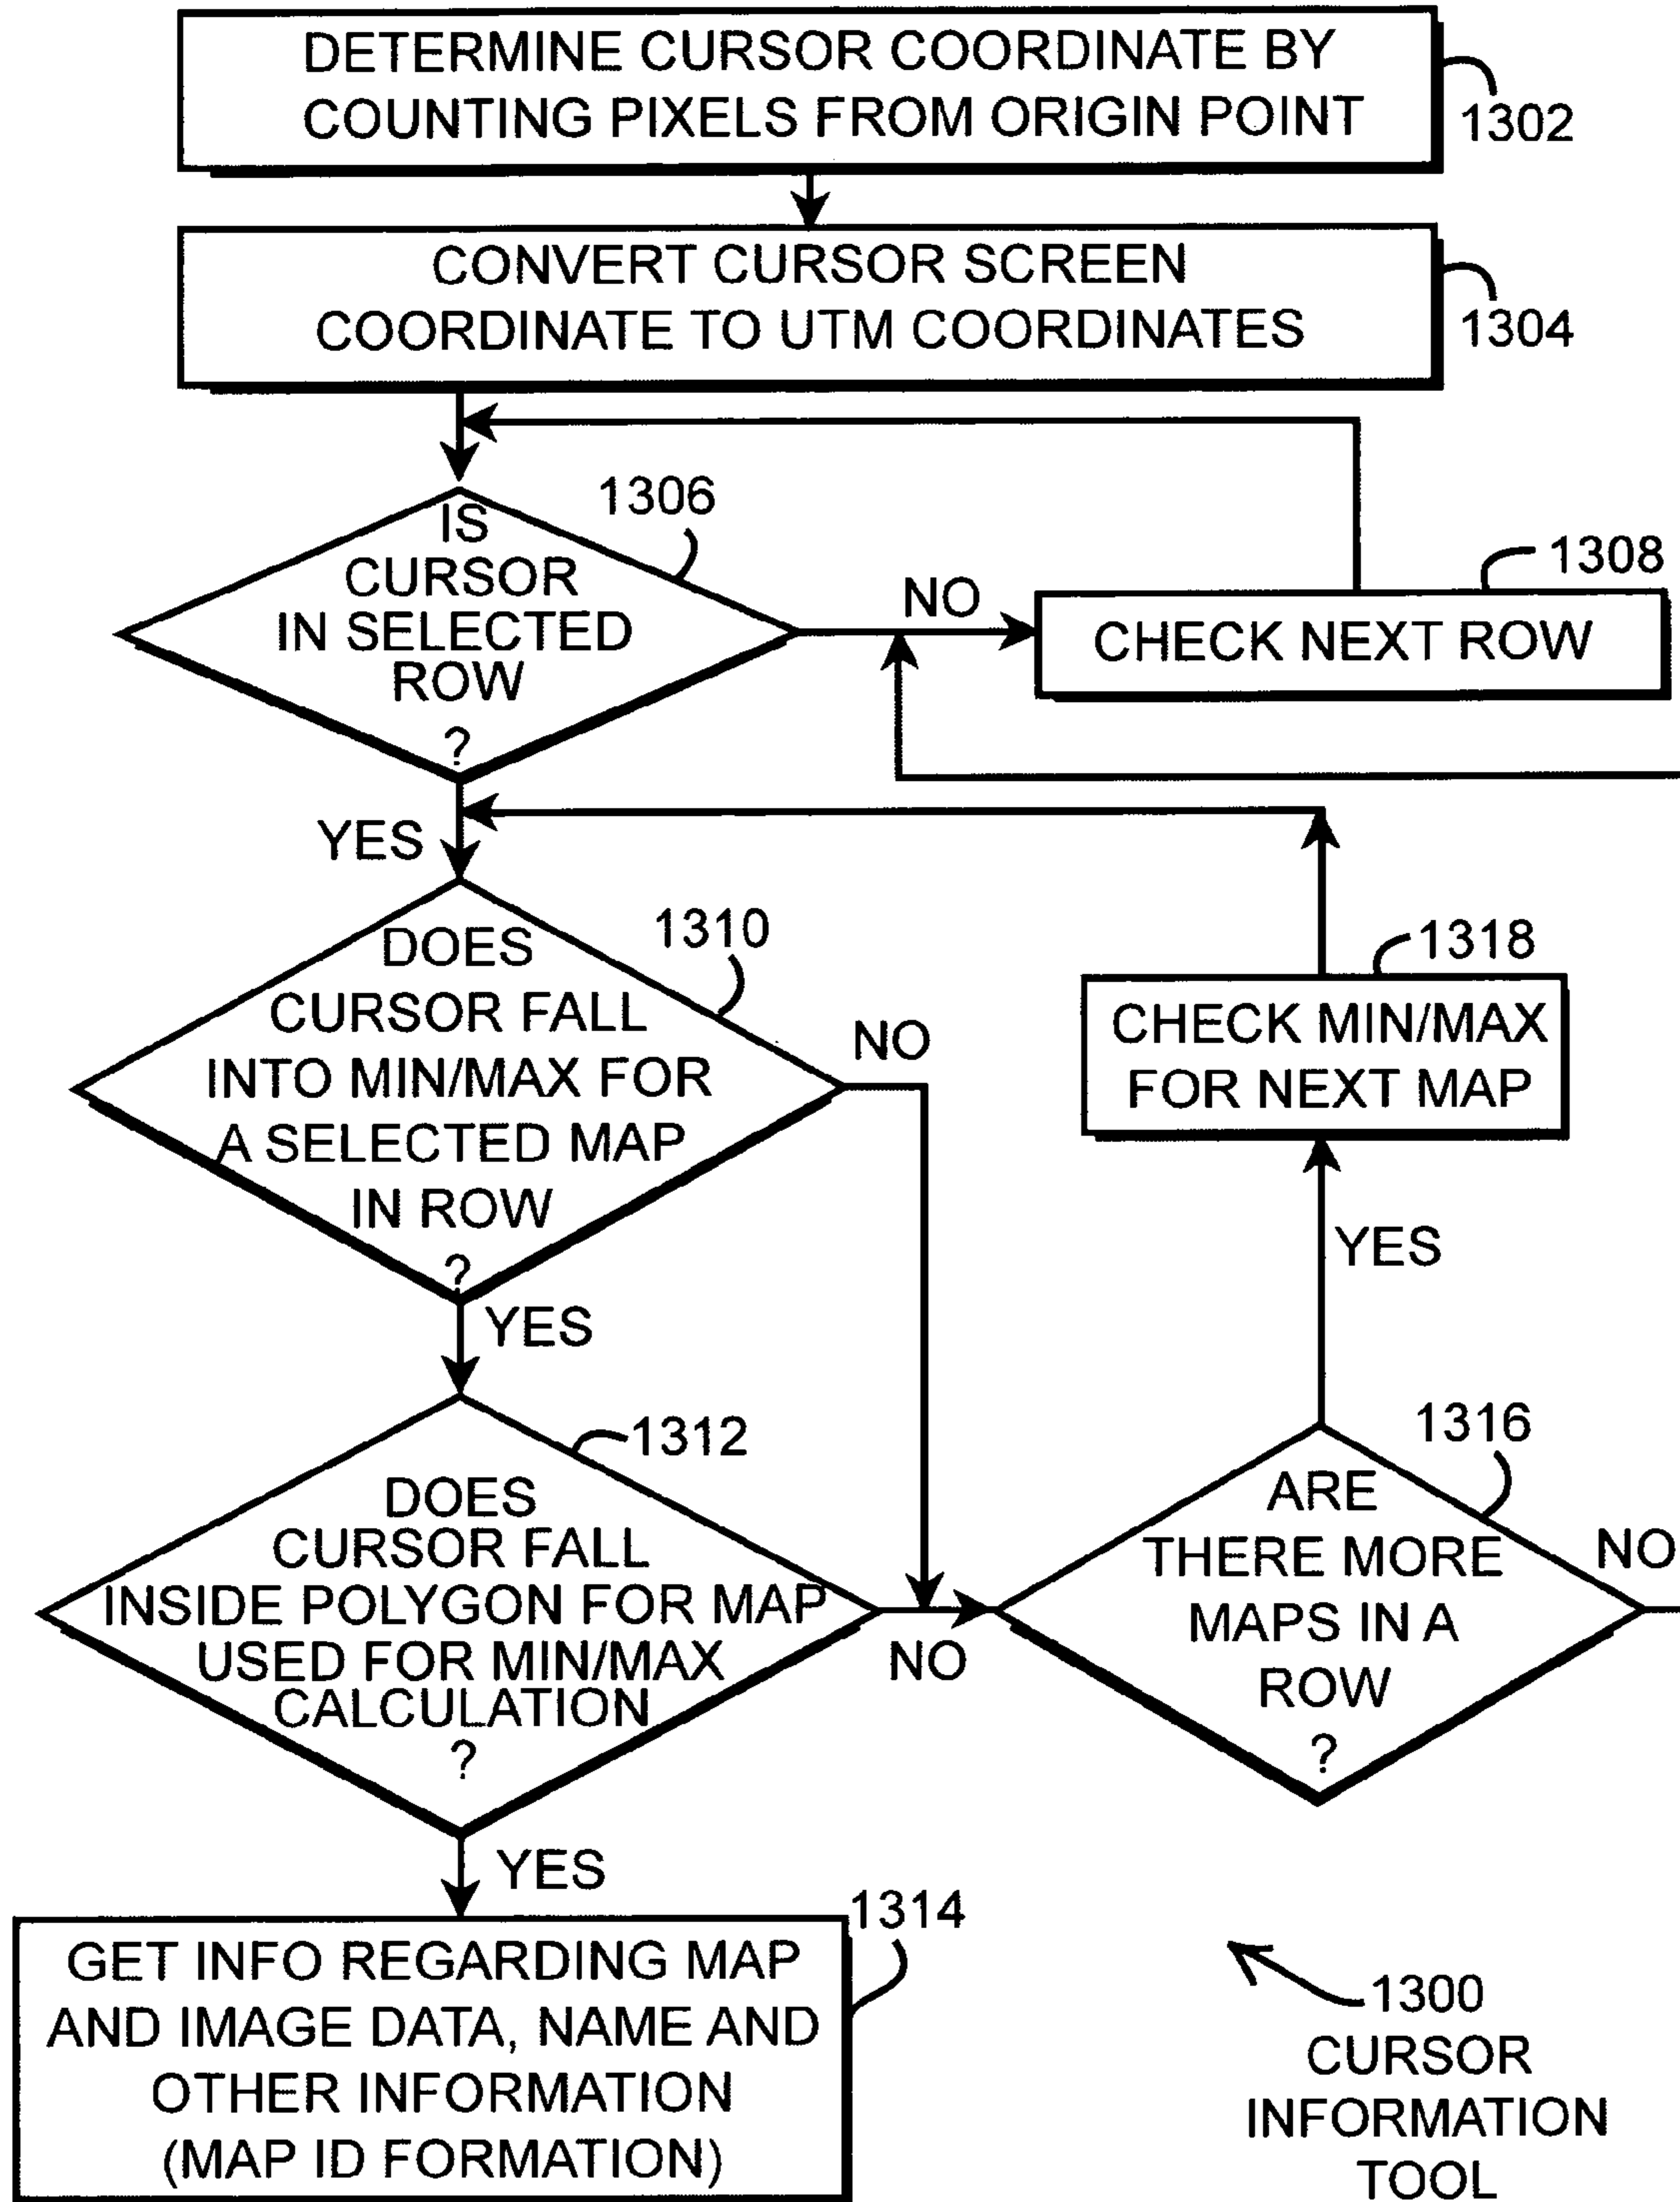 DETERMINE CURSOR COORDINATE BY
COUNTING PIXELS FROM ORIGIN POINT
1302
CONVERT CURSOR SCREEN
COORDINATE TO UTM COORDINATES
1304
1306
IS
CURSOR
IN SELECTED
ROW
?
NO
1308
CHECK NEXT ROW
YES
1310
DOES
CURSOR FALL
INTO MIN/MAX FOR
A SELECTED MAP
IN ROW
?
NO
1318
CHECK MIN/MAX
FOR NEXT MAP
YES
YES
1312
DOES
CURSOR FALL
INSIDE POLYGON FOR MAP
USED FOR MIN/MAX
CALCULATION
?
NO
1316
ARE
THERE MORE
MAPS IN A
ROW
?
NO
YES
1314
GET INFO REGARDING MAP
AND IMAGE DATA, NAME AND
OTHER INFORMATION
(MAP ID FORMATION)
1300
CURSOR
INFORMATION
TOOL